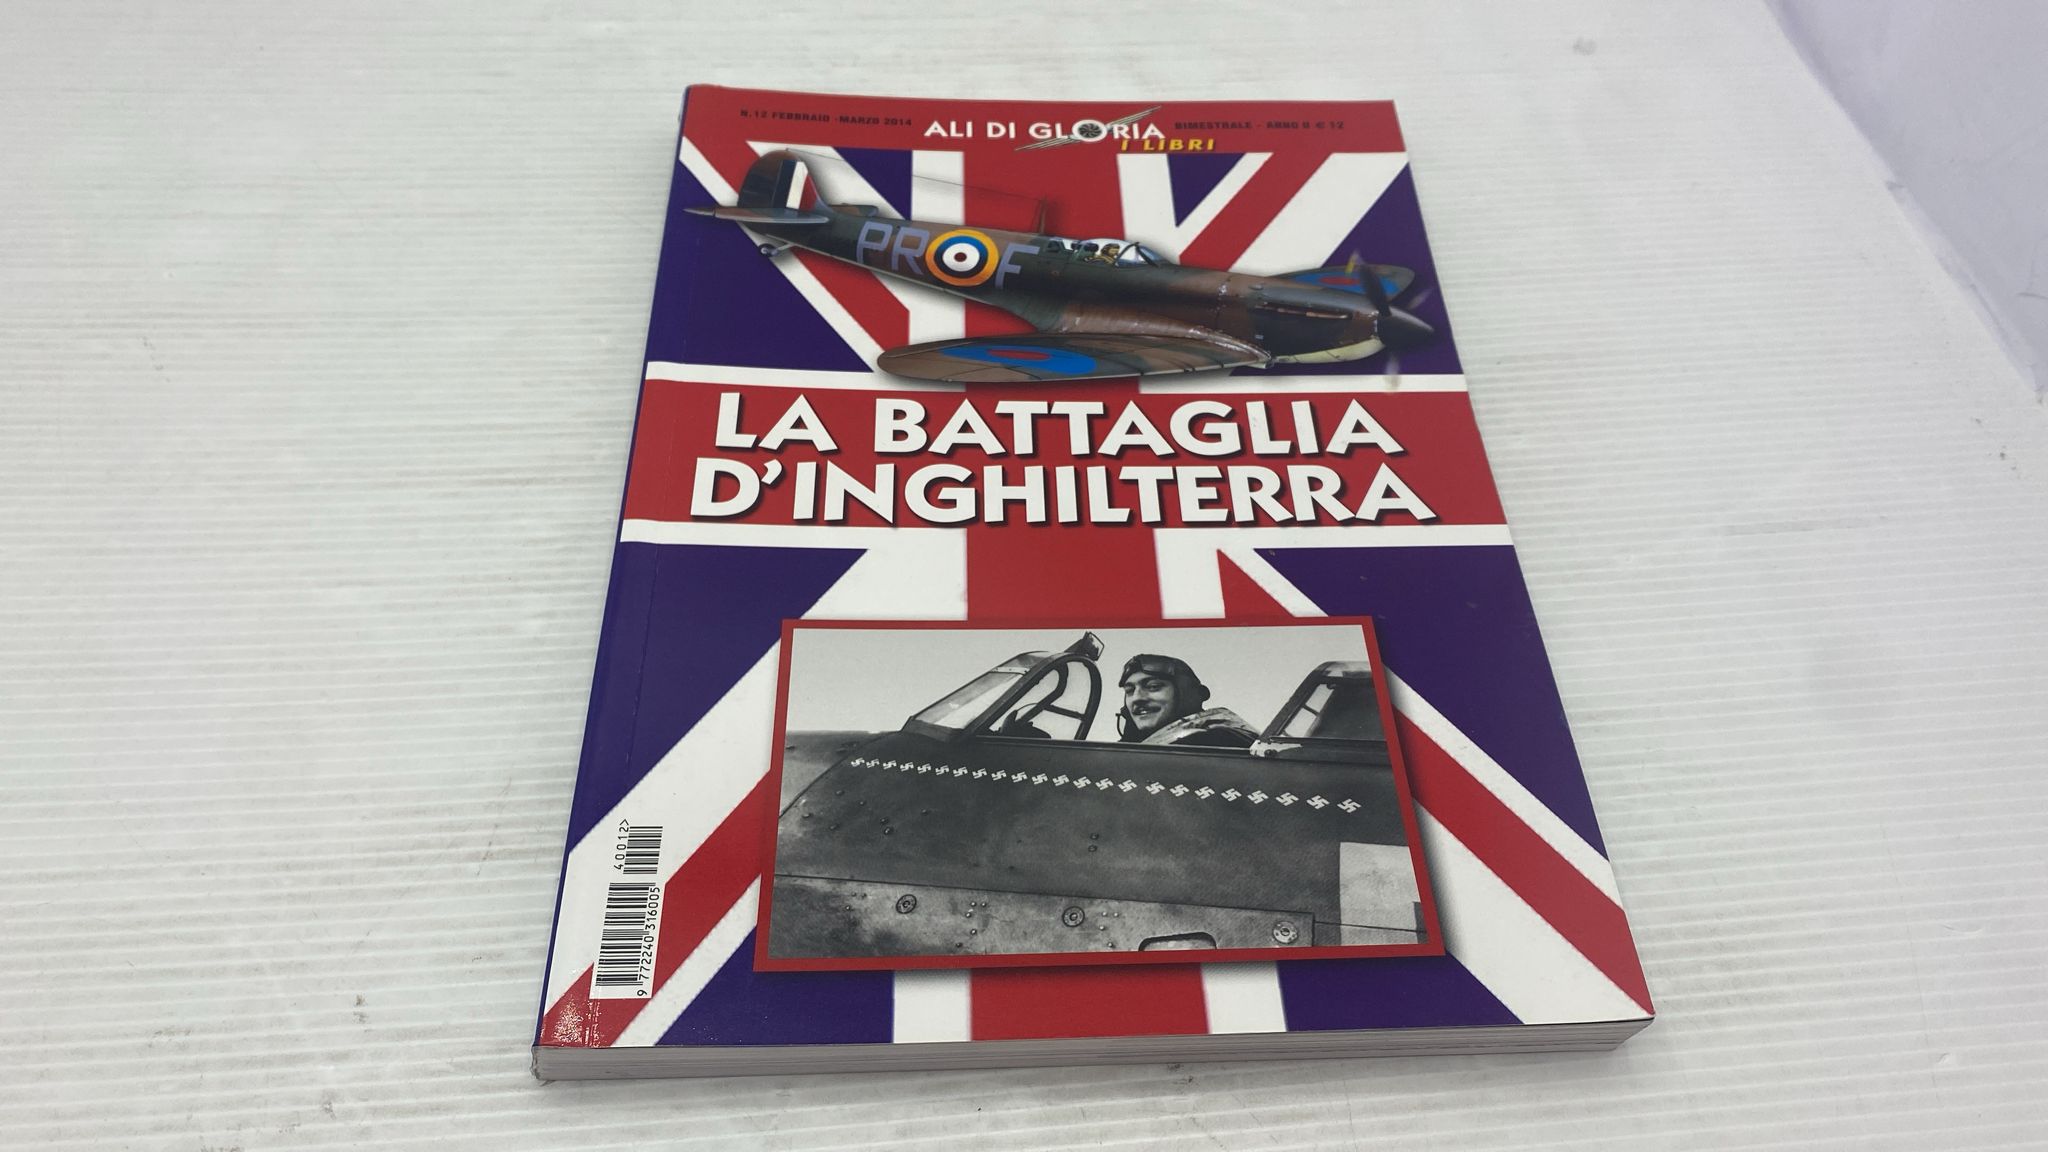 N.12 FEBBRAIO - MARZO 2014
ALI DI GLORIA
I LIBRI
BIMESTRALE - ANNO II € 12
PR F
LA BATTAGLIA
D'INGHILTERRA
40012>
9 772240 316005